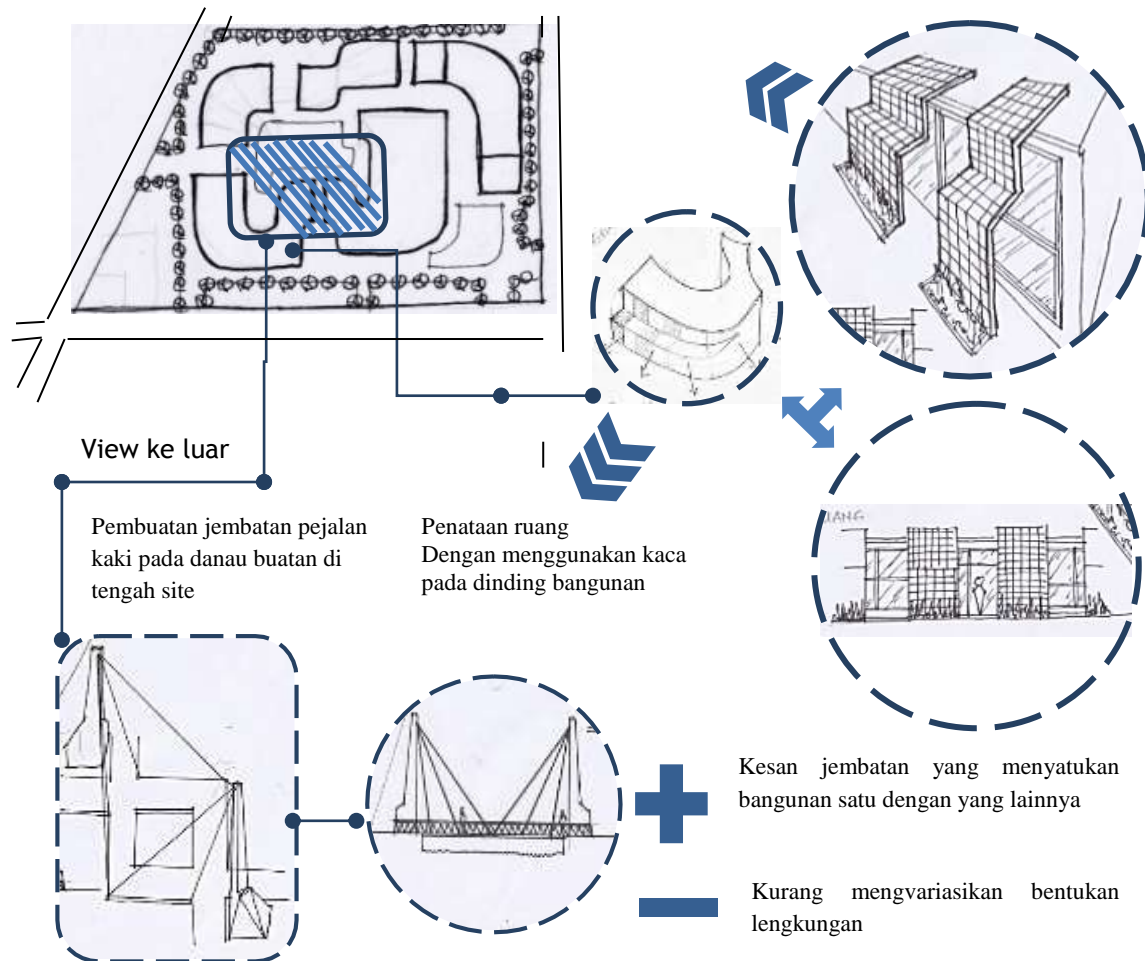 View ke luar
Pembuatan jembatan pejalan
kaki pada danau buatan di
tengah site
Penataan ruang
Dengan menggunakan kaca
pada dinding bangunan
Kesan jembatan yang menyatukan
bangunan satu dengan yang lainnya
Kurang mengvariasikan bentukan
lengkungan